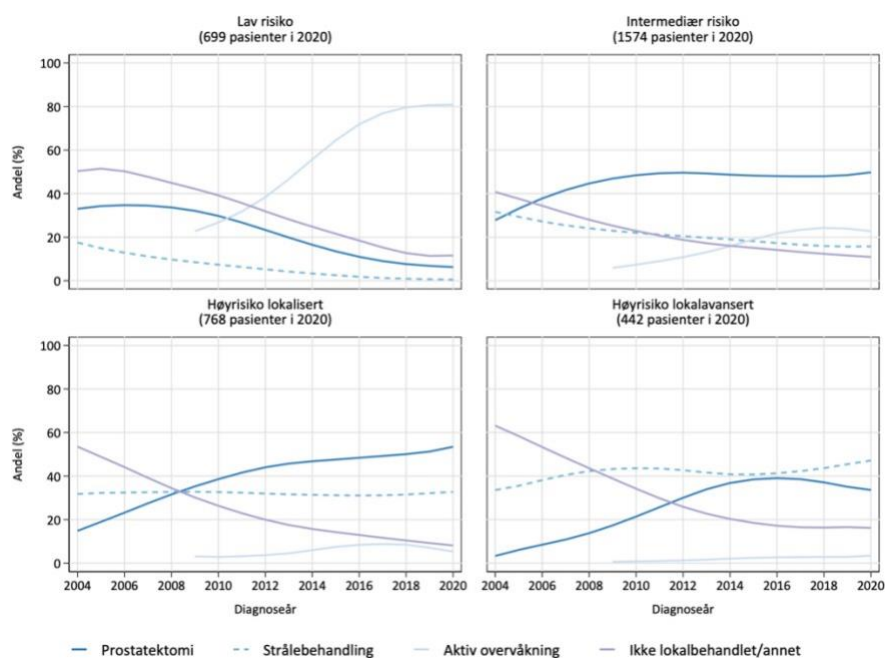 Lav risiko
(699 pasienter i 2020)
Intermediær risiko
(1574 pasienter i 2020)
100
80
60
40
20
0
Andel (%)
Høyrisiko lokalisert
(768 pasienter i 2020)
Høyrisiko lokalavansert
(442 pasienter i 2020)
100
80
60
40
20
0
Andel (%)
2004 2006 2008 2010 2012 2014 2016 2018 2020
2004 2006 2008 2010 2012 2014 2016 2018 2020
Diagnoseår
Diagnoseår
Prostatektomi Strålebehandling Aktiv overvåkning Ikke lokalbehandlet/annet